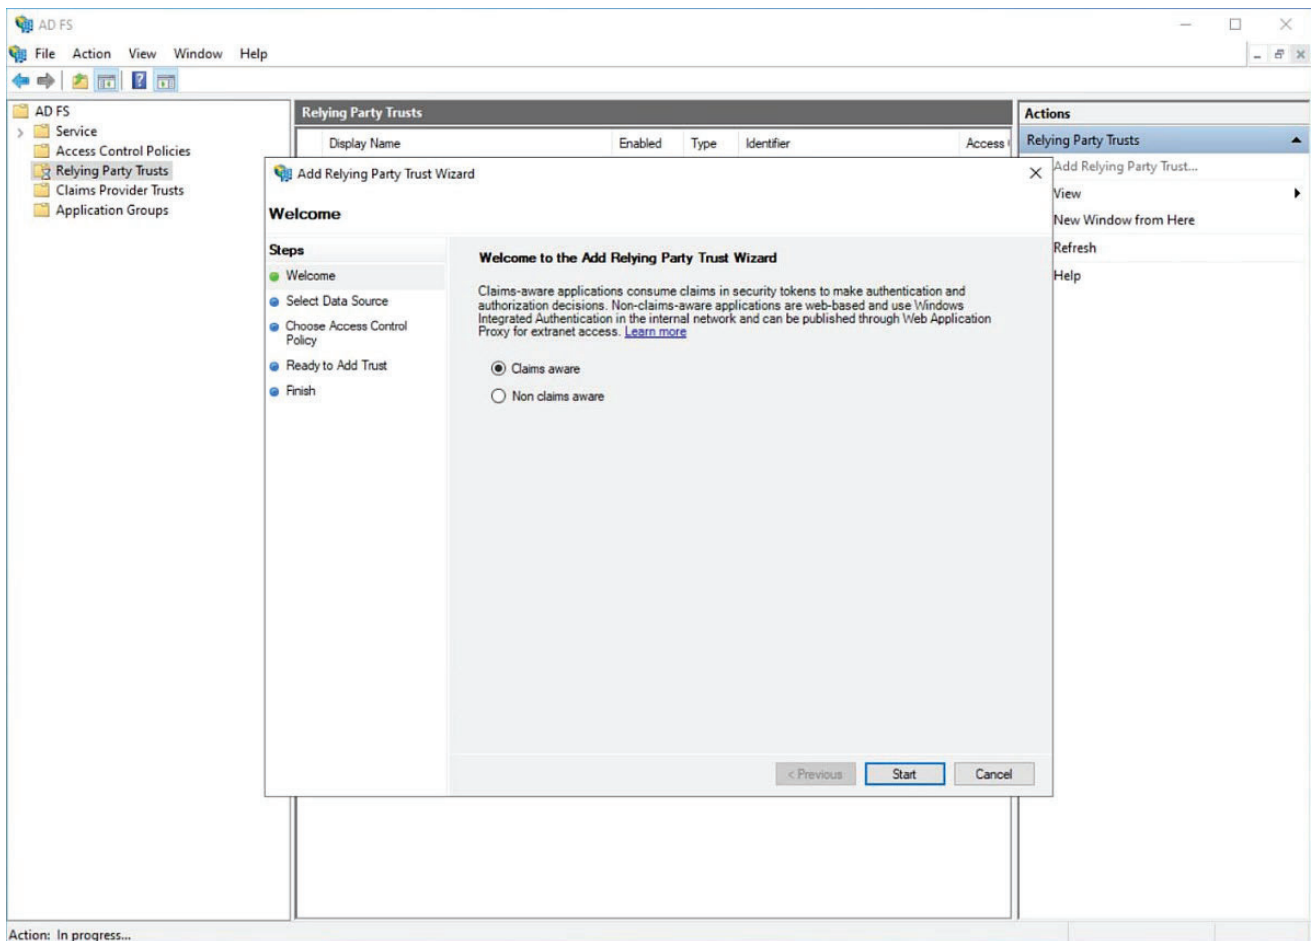 AD FS
File Action View Window Help
AD FS
Service
Access Control Policies
Relying Party Trusts
Claims Provider Trusts
Application Groups
Relying Party Trusts
Display Name Enabled Type Identifier Access
Add Relying Party Trust Wizard
Welcome
Steps
Welcome
Select Data Source
Choose Access Control
Policy
Ready to Add Trust
Finish
Welcome to the Add Relying Party Trust Wizard
Claims-aware applications consume claims in security tokens to make authentication and
authorization decisions. Non-claims-aware applications are web-based and use Windows
Integrated Authentication in the internal network and can be published through Web Application
Proxy for extranet access. Learn more
Claims aware
Non claims aware
< Previous Start Cancel
Actions
Relying Party Trusts
Add Relying Party Trust...
View
New Window from Here
Refresh
Help
Action: In progress...